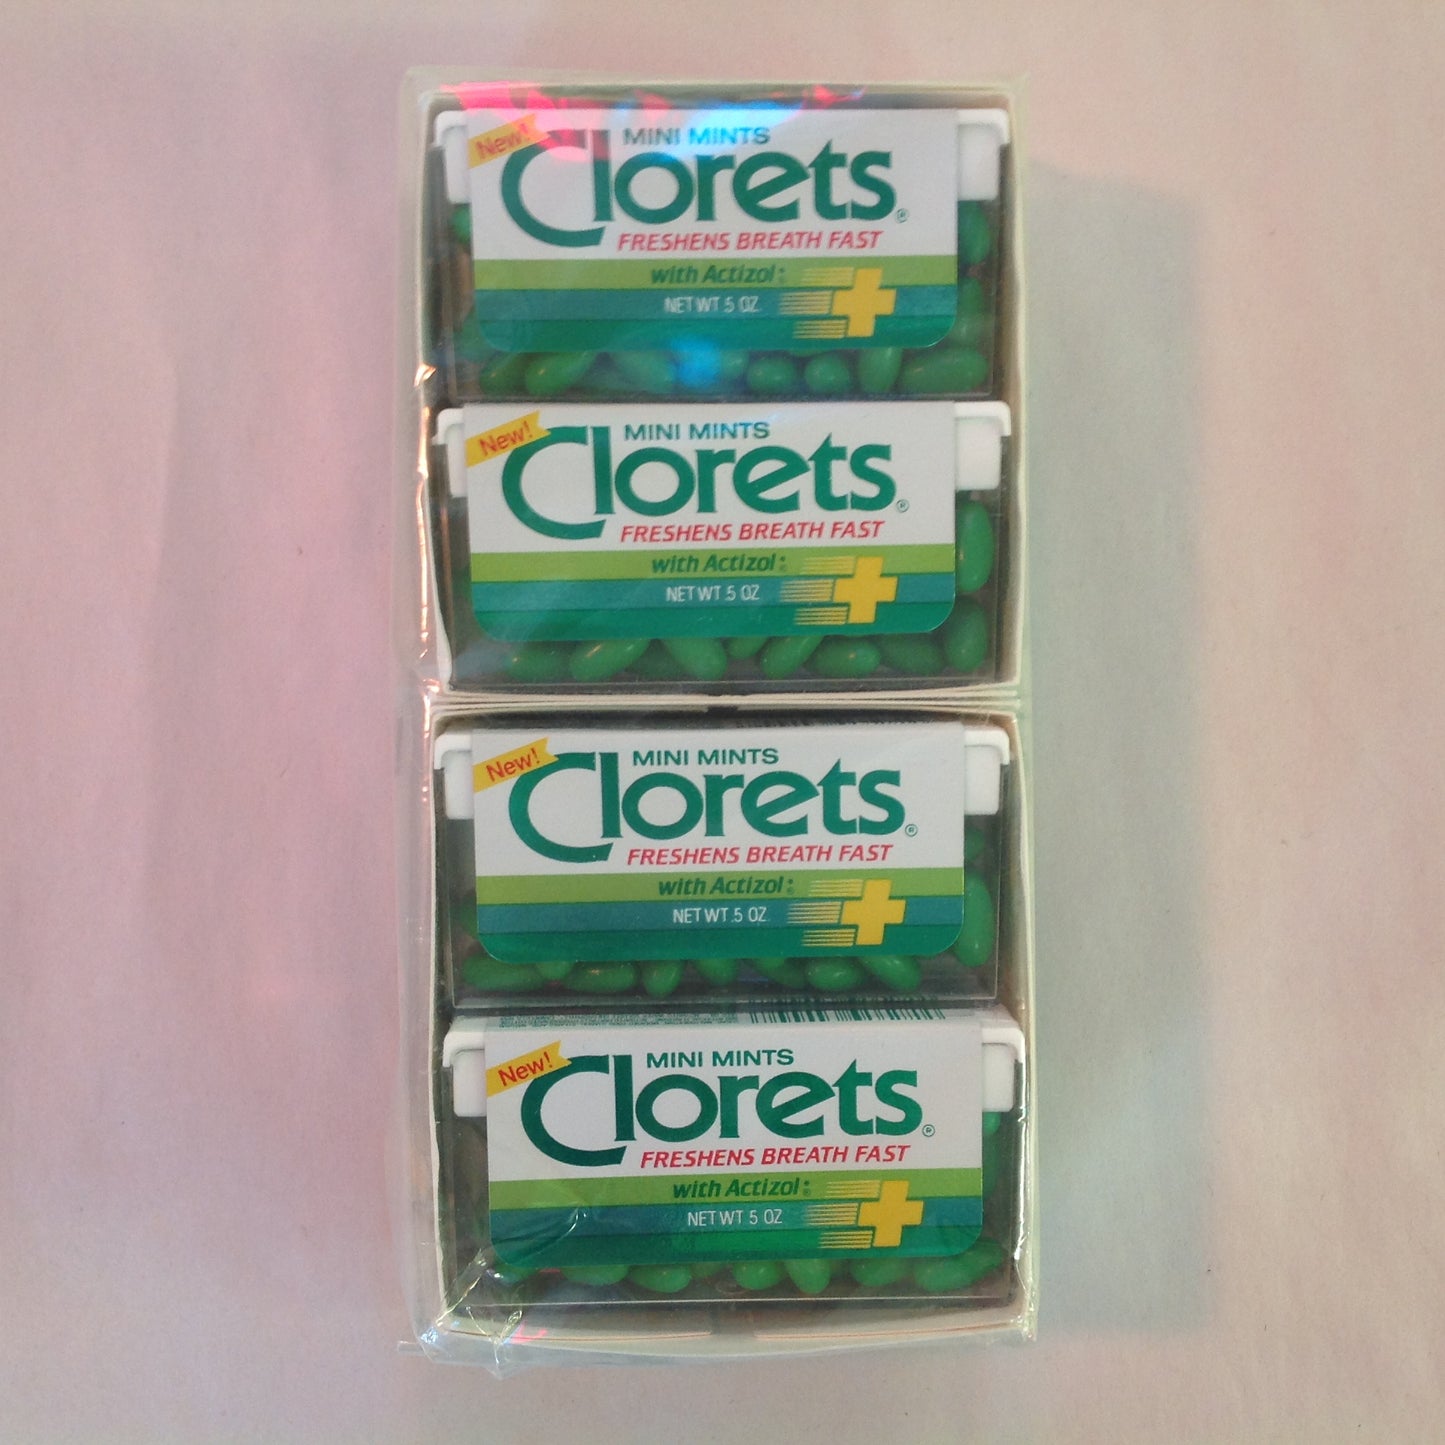 New!
MINI MINTS
Clorets®
FRESHENS BREATH FAST
with Actizol®
NET WT .5 OZ.
New!
MINI MINTS
Clorets®
FRESHENS BREATH FAST
with Actizol®
NET WT .5 OZ
New!
MINI MINTS
Clorets®
FRESHENS BREATH FAST
with Actizol®
NET WT .5 OZ.
New!
MINI MINTS
Clorets®
FRESHENS BREATH FAST
with Actizol®
NET WT .5 OZ